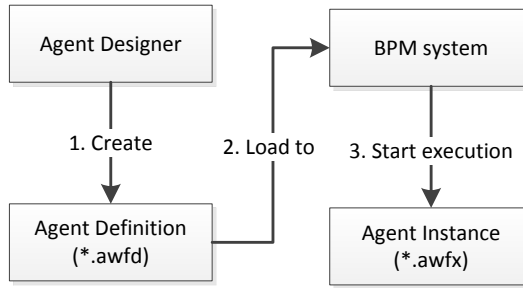 Agent Designer
BPM system
1. Create
2. Load to
3. Start execution
Agent Definition
(*.awfd)
Agent Instance
(*.awfx)